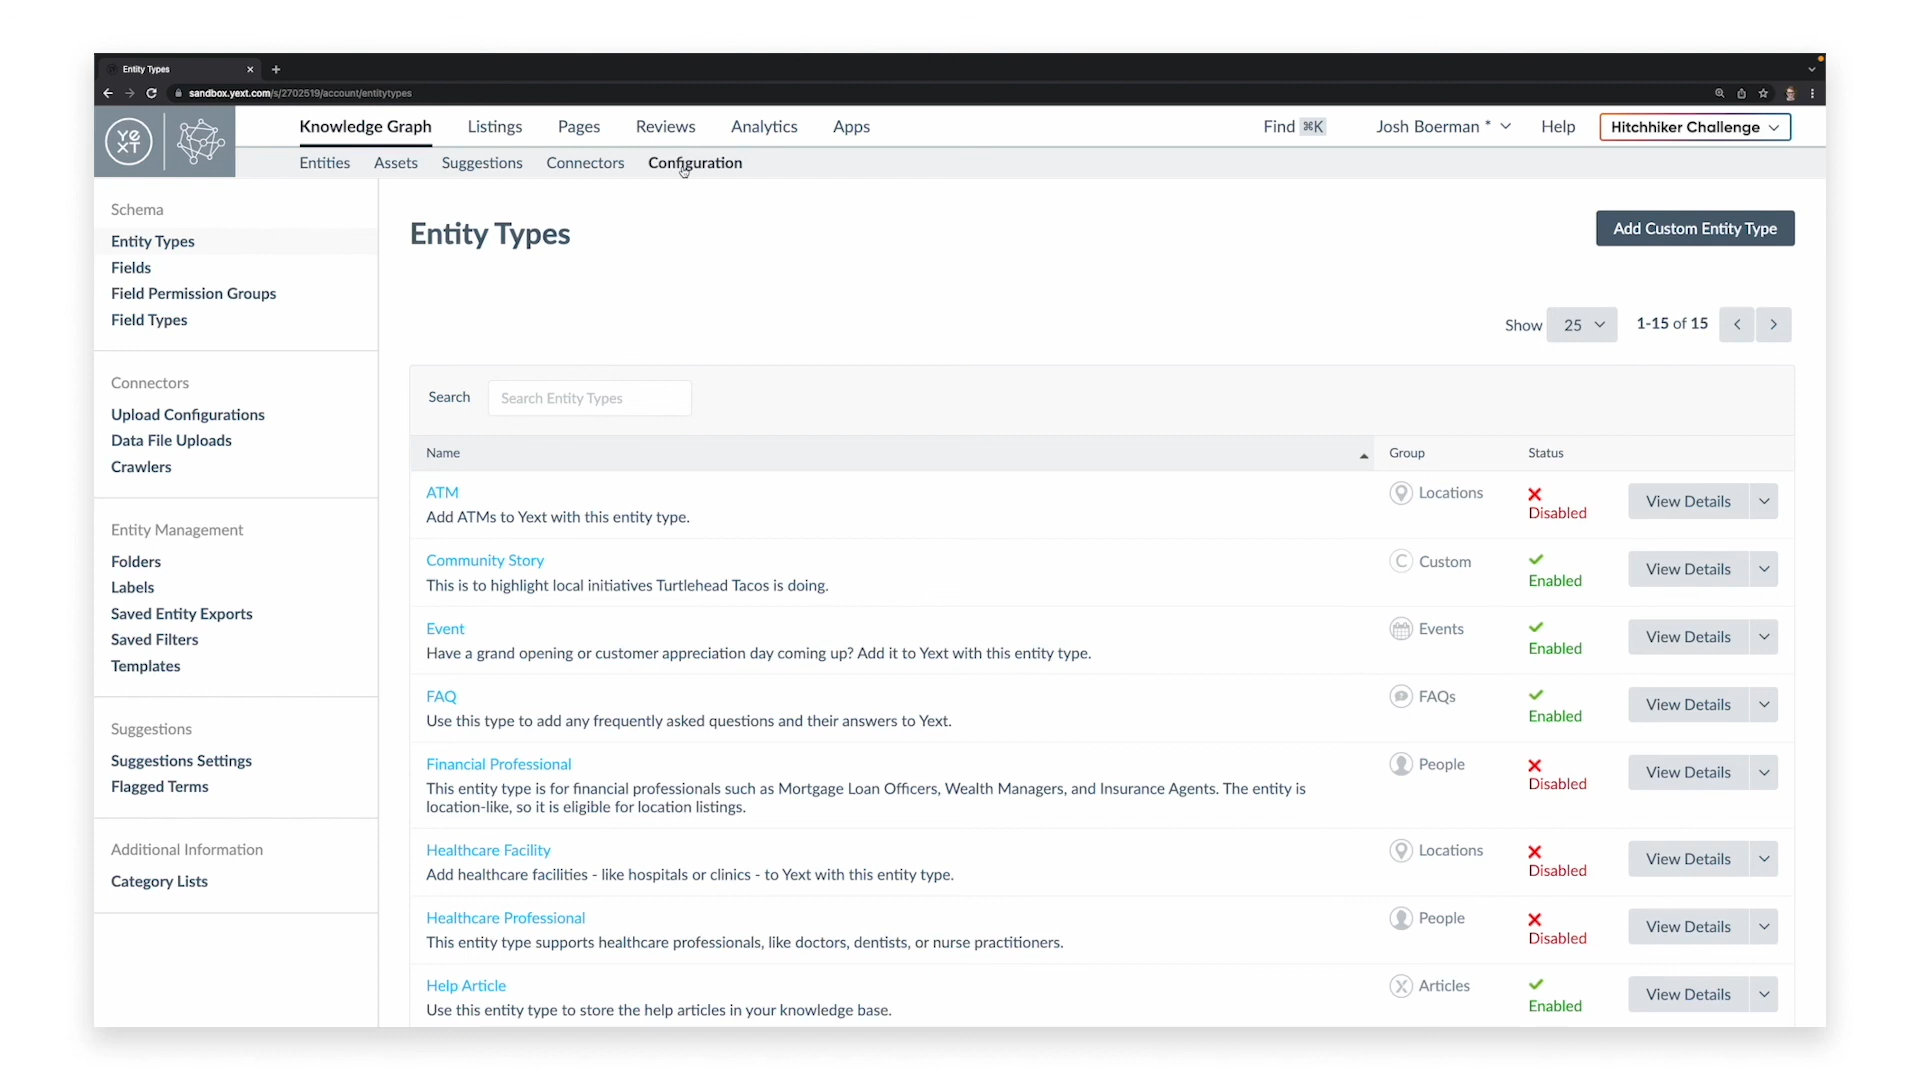 Entity Types
sandbox.yext.com/s/2702519/account/entitytypes
YEXT
Knowledge Graph
Listings
Pages
Reviews
Analytics
Apps
Find ⌘K
Josh Boerman *
Help
Hitchhiker Challenge
Entities
Assets
Suggestions
Connectors
Configuration
Schema
Entity Types
Fields
Field Permission Groups
Field Types
Connectors
Upload Configurations
Data File Uploads
Crawlers
Entity Management
Folders
Labels
Saved Entity Exports
Saved Filters
Templates
Suggestions
Suggestions Settings
Flagged Terms
Additional Information
Category Lists
Entity Types
Add Custom Entity Type
Show 25 1-15 of 15
Search Search Entity Types
Name Group Status
ATM
Add ATMs to Yext with this entity type.
Locations
Disabled
View Details
Community Story
This is to highlight local initiatives Turtlehead Tacos is doing.
C Custom
Enabled
View Details
Event
Have a grand opening or customer appreciation day coming up? Add it to Yext with this entity type.
Events
Enabled
View Details
FAQ
Use this type to add any frequently asked questions and their answers to Yext.
FAQs
Enabled
View Details
Financial Professional
This entity type is for financial professionals such as Mortgage Loan Officers, Wealth Managers, and Insurance Agents. The entity is
location-like, so it is eligible for location listings.
People
Disabled
View Details
Healthcare Facility
Add healthcare facilities - like hospitals or clinics - to Yext with this entity type.
Locations
Disabled
View Details
Healthcare Professional
This entity type supports healthcare professionals, like doctors, dentists, or nurse practitioners.
People
Disabled
View Details
Help Article
Use this entity type to store the help articles in your knowledge base.
Articles
Enabled
View Details